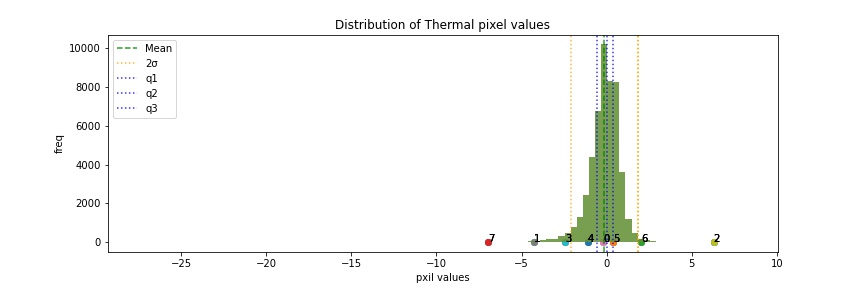 Distribution of Thermal pixel values
Mean
2σ
q1
q2
q3
freq
10000
8000
6000
4000
2000
0
7 1 3 4 0 5 6 2
−25 −20 −15 −10 −5 0 5 10
pxil values